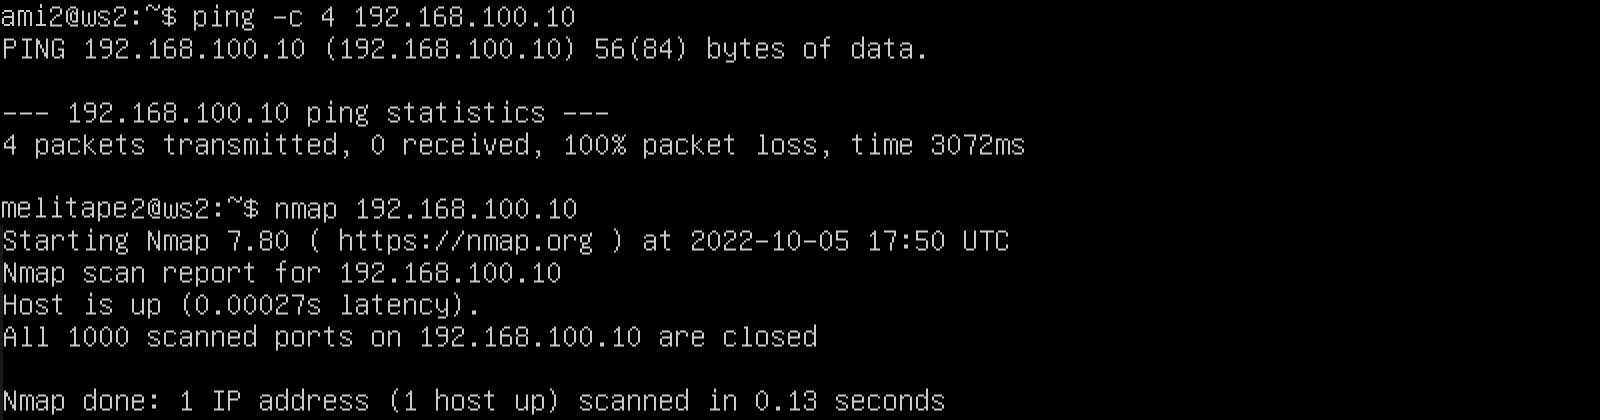 ami2@ws2:~$ ping -c 4 192.168.100.10
PING 192.168.100.10 (192.168.100.10) 56(84) bytes of data.
--- 192.168.100.10 ping statistics ---
4 packets transmitted, 0 received, 100% packet loss, time 3072ms
melitape2@ws2:~$ nmap 192.168.100.10
Starting Nmap 7.80 ( https://nmap.org ) at 2022-10-05 17:50 UTC
Nmap scan report for 192.168.100.10
Host is up (0.00027s latency).
All 1000 scanned ports on 192.168.100.10 are closed
Nmap done: 1 IP address (1 host up) scanned in 0.13 seconds